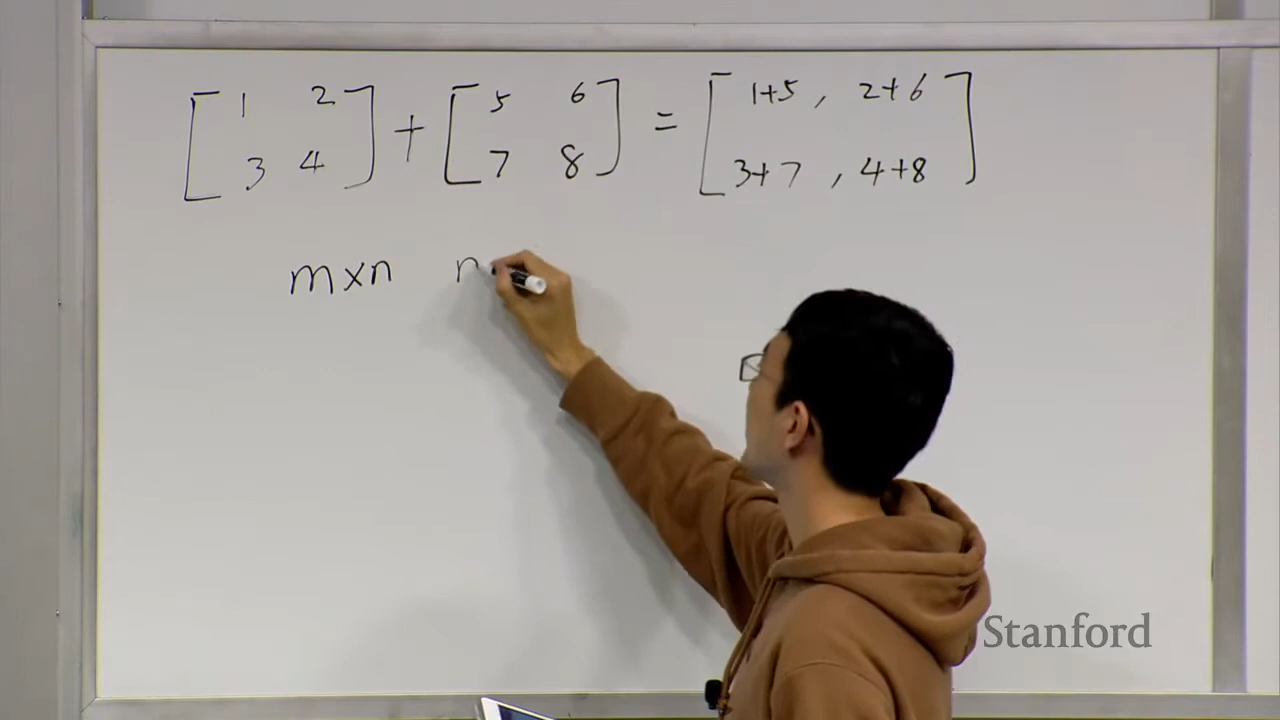 [1 2 3 4] + [5 6 7 8] = [1+5 , 2+6 3+7 , 4+8]
m×n n
Stanford